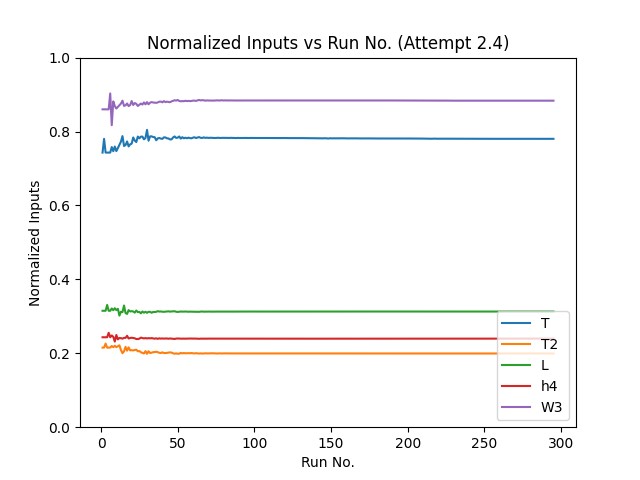 Normalized Inputs vs Run No. (Attempt 2.4)
1.0
0.8
0.6
0.4
0.2
0.0
Normalized Inputs
T
T2
L
h4
W3
0 50 100 150 200 250 300
Run No.